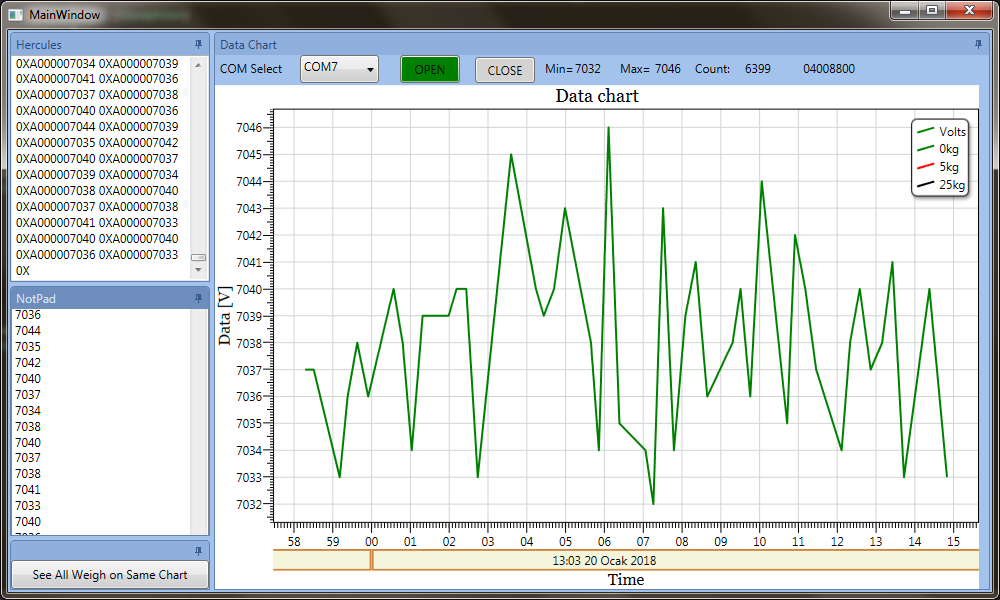 MainWindow
Hercules
0XA000007034 0XA000007039
0XA000007041 0XA000007036
0XA000007037 0XA000007038
0XA000007040 0XA000007036
0XA000007044 0XA000007039
0XA000007035 0XA000007042
0XA000007040 0XA000007037
0XA000007039 0XA000007034
0XA000007038 0XA000007040
0XA000007037 0XA000007038
0XA000007041 0XA000007033
0XA000007040 0XA000007040
0XA000007036 0XA000007033
0X
NotPad
7036
7044
7035
7042
7040
7037
7034
7038
7040
7037
7038
7041
7033
7040
See All Weigh on Same Chart
Data Chart
COM Select COM7 OPEN CLOSE Min= 7032 Max= 7046 Count: 6399 04008800
Data chart
Volts
0kg
5kg
25kg
Data [V]
7046
7045
7044
7043
7042
7041
7040
7039
7038
7037
7036
7035
7034
7033
7032
58 59 00 01 02 03 04 05 06 07 08 09 10 11 12 13 14 15
13:03 20 Ocak 2018
Time